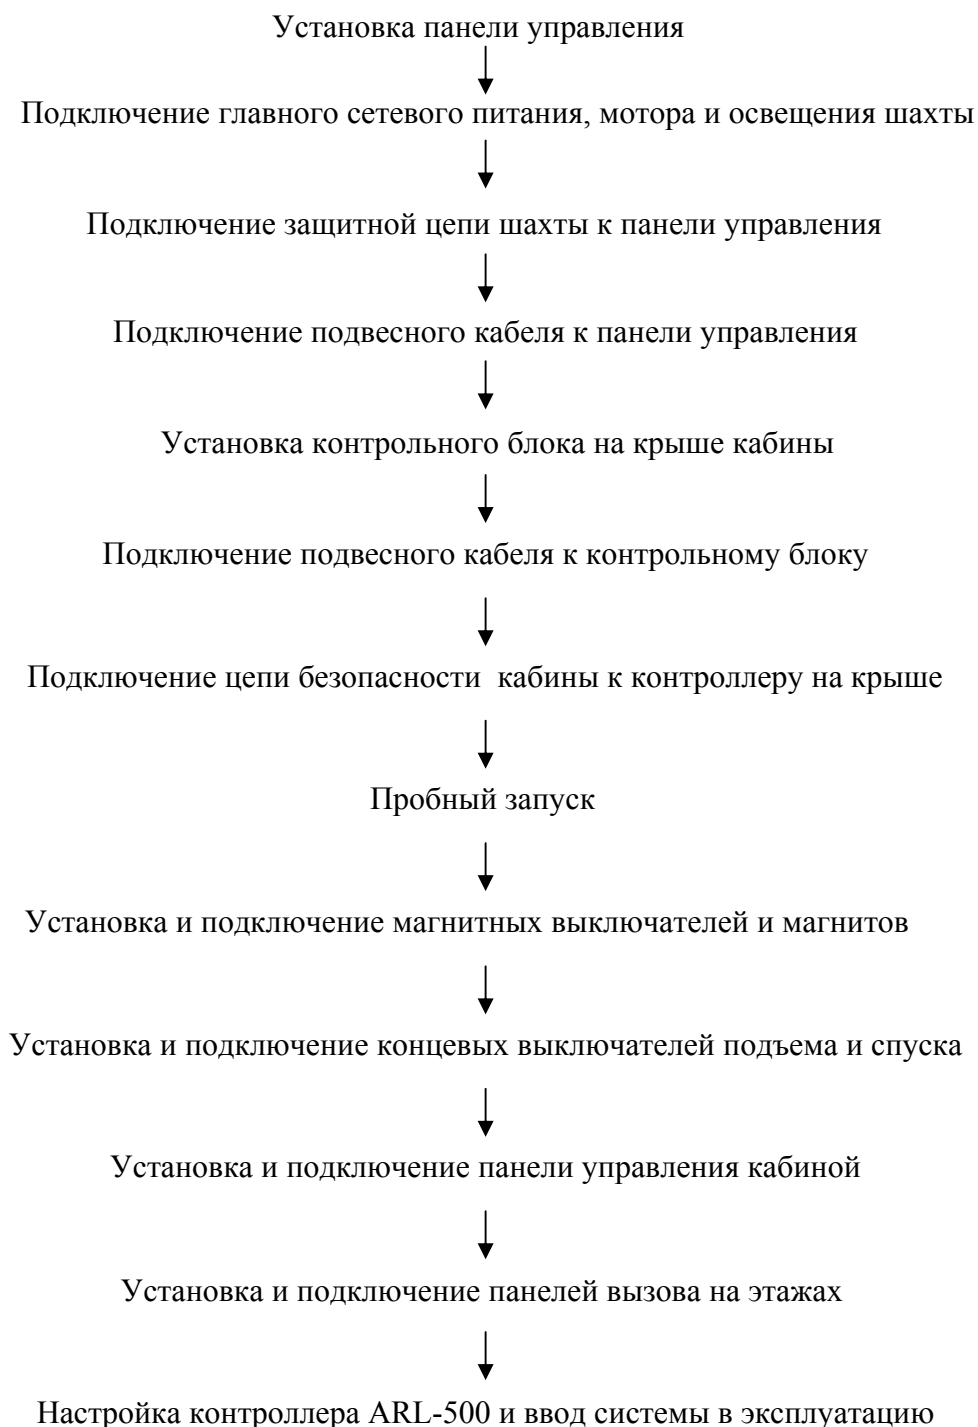 Установка панели управления
Подключение главного сетевого питания, мотора и освещения шахты
Подключение защитной цепи шахты к панели управления
Подключение подвесного кабеля к панели управления
Установка контрольного блока на крыше кабины
Подключение подвесного кабеля к контрольному блоку
Подключение цепи безопасности  кабины к контроллеру на крыше
Пробный запуск
Установка и подключение магнитных выключателей и магнитов
Установка и подключение концевых выключателей подъема и спуска
Установка и подключение панели управления кабиной
Установка и подключение панелей вызова на этажах
Настройка контроллера ARL-500 и ввод системы в эксплуатацию